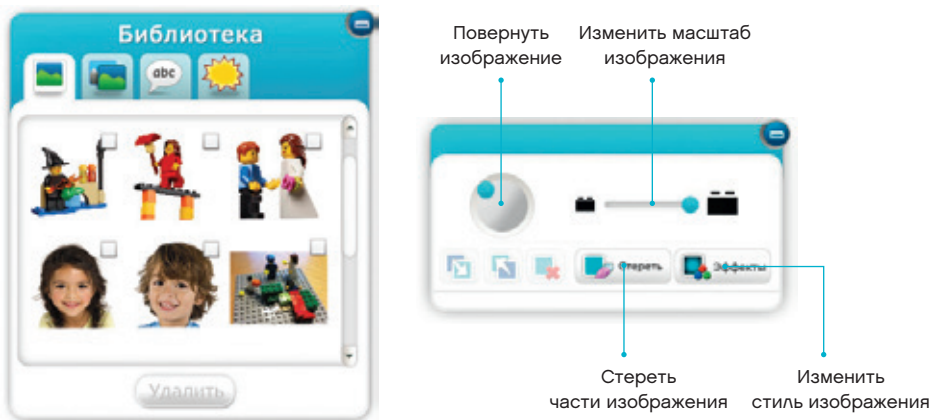 Библиотека
abc
Удалить
Повернуть
изображение
Изменить масштаб
изображения
Стереть
Эффекты
Стереть
части изображения
Изменить
стиль изображения